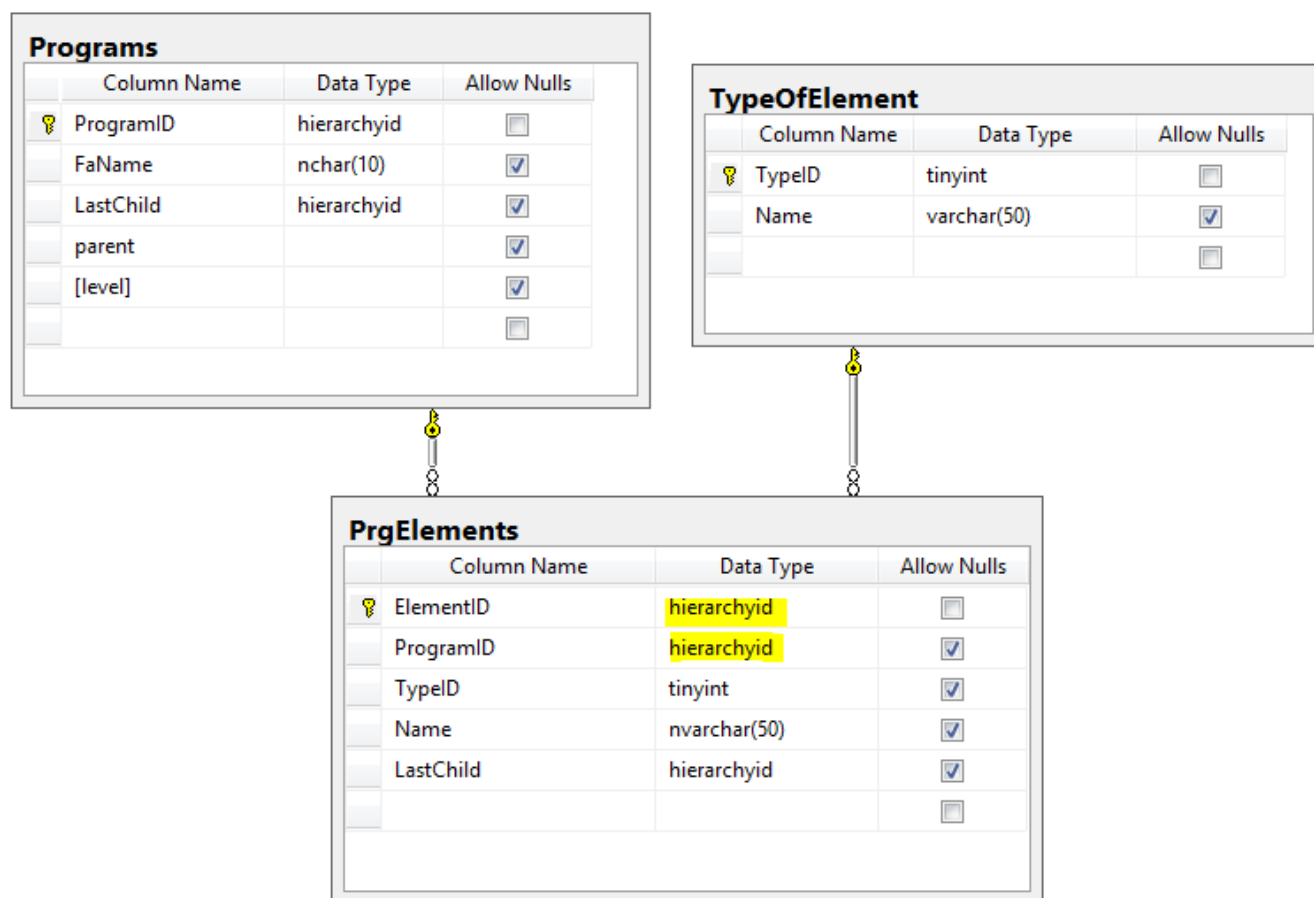 Programs
Column Name Data Type Allow Nulls
ProgramID hierarchyid
FaName nchar(10)
LastChild hierarchyid
parent
[level]
TypeOfElement
Column Name Data Type Allow Nulls
TypeID tinyint
Name varchar(50)
PrgElements
Column Name Data Type Allow Nulls
ElementID hierarchyid
ProgramID hierarchyid
TypeID tinyint
Name nvarchar(50)
LastChild hierarchyid